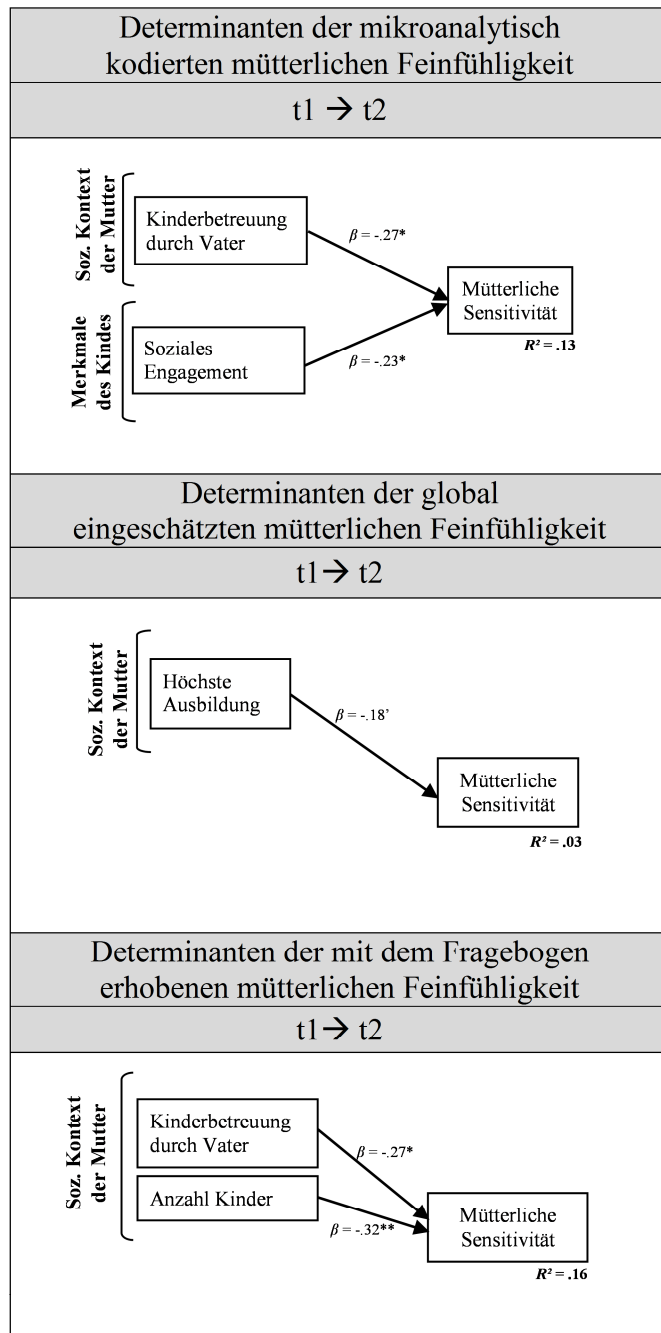 Determinanten der mikroanalytisch
kodierten mütterlichen Feinfühligkeit
t1 → t2
Soz. Kontext
der Mutter
Kinderbetreuung
durch Vater
β = -.27*
Mütterliche
Sensitivität
R² = .13
Merkmale
des Kindes
Soziales
Engagement
β = -.23*
Determinanten der global
eingeschätzten mütterlichen Feinfühligkeit
t1→ t2
Soz. Kontext
der Mutter
Höchste
Ausbildung
β = -.18’
Mütterliche
Sensitivität
R² = .03
Determinanten der mit dem Fragebogen
erhobenen mütterlichen Feinfühligkeit
t1→ t2
Soz. Kontext
der Mutter
Kinderbetreuung
durch Vater
β = -.27*
Anzahl Kinder
β = -.32**
Mütterliche
Sensitivität
R² = .16